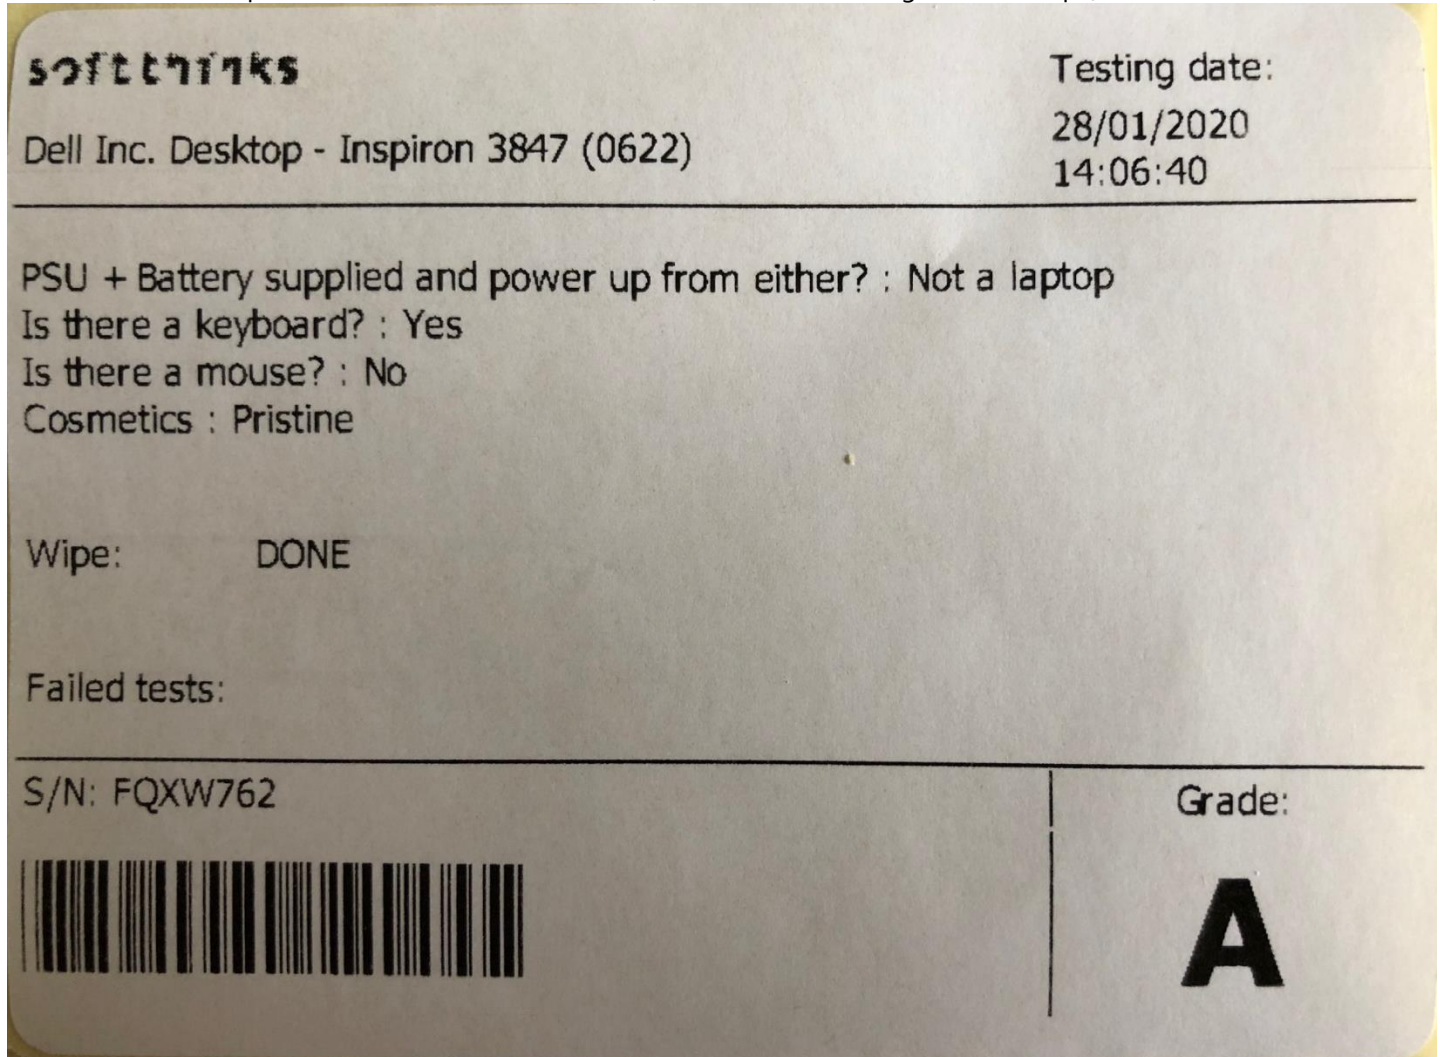 softthinks
Testing date:
28/01/2020
14:06:40
Dell Inc. Desktop - Inspiron 3847 (0622)
PSU + Battery supplied and power up from either? : Not a laptop
Is there a keyboard? : Yes
Is there a mouse? : No
Cosmetics : Pristine
Wipe: DONE
Failed tests:
S/N: FQXW762
Grade:
A